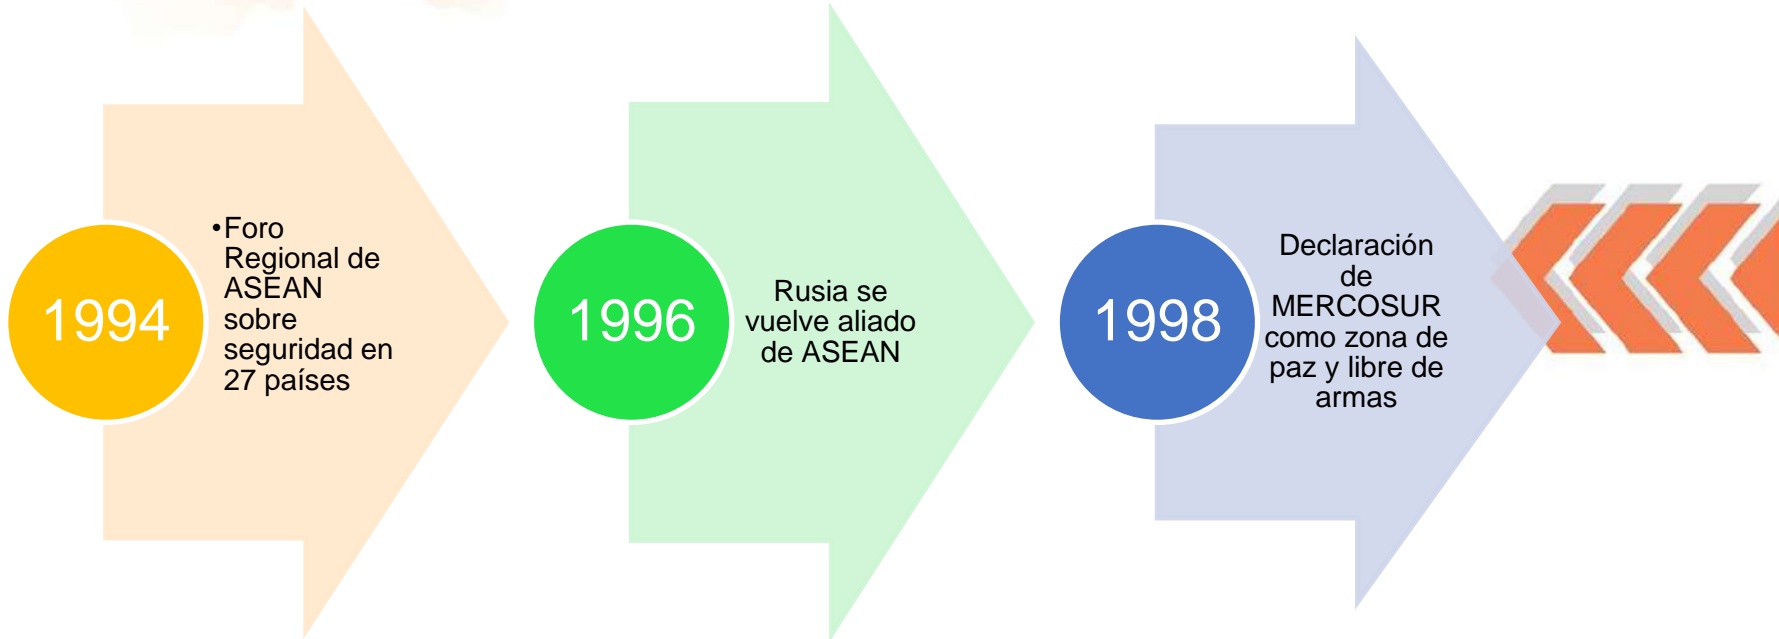 1994
•Foro
Regional de
ASEAN
sobre
seguridad en
27 países
1996
Rusia se
vuelve aliado
de ASEAN
1998
Declaración
de
MERCOSUR
como zona de
paz y libre de
armas